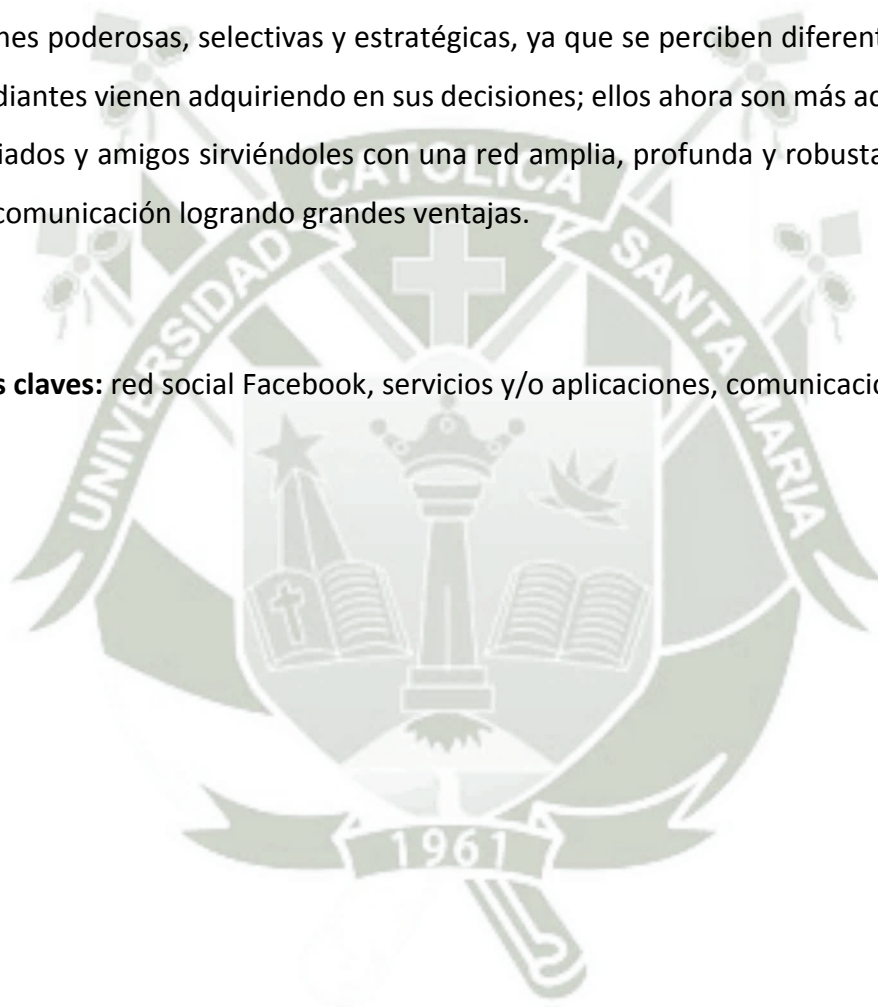 nes poderosas, selectivas y estratégicas, ya que se perciben diferent
diantes vienen adquiriendo en sus decisiones; ellos ahora son más ac
iados y amigos sirviéndoles con una red amplia, profunda y robusta
comunicación logrando grandes ventajas.
s claves: red social Facebook, servicios y/o aplicaciones, comunicació
UNIVERSIDAD CATOLICA SANTA MARIA
1961